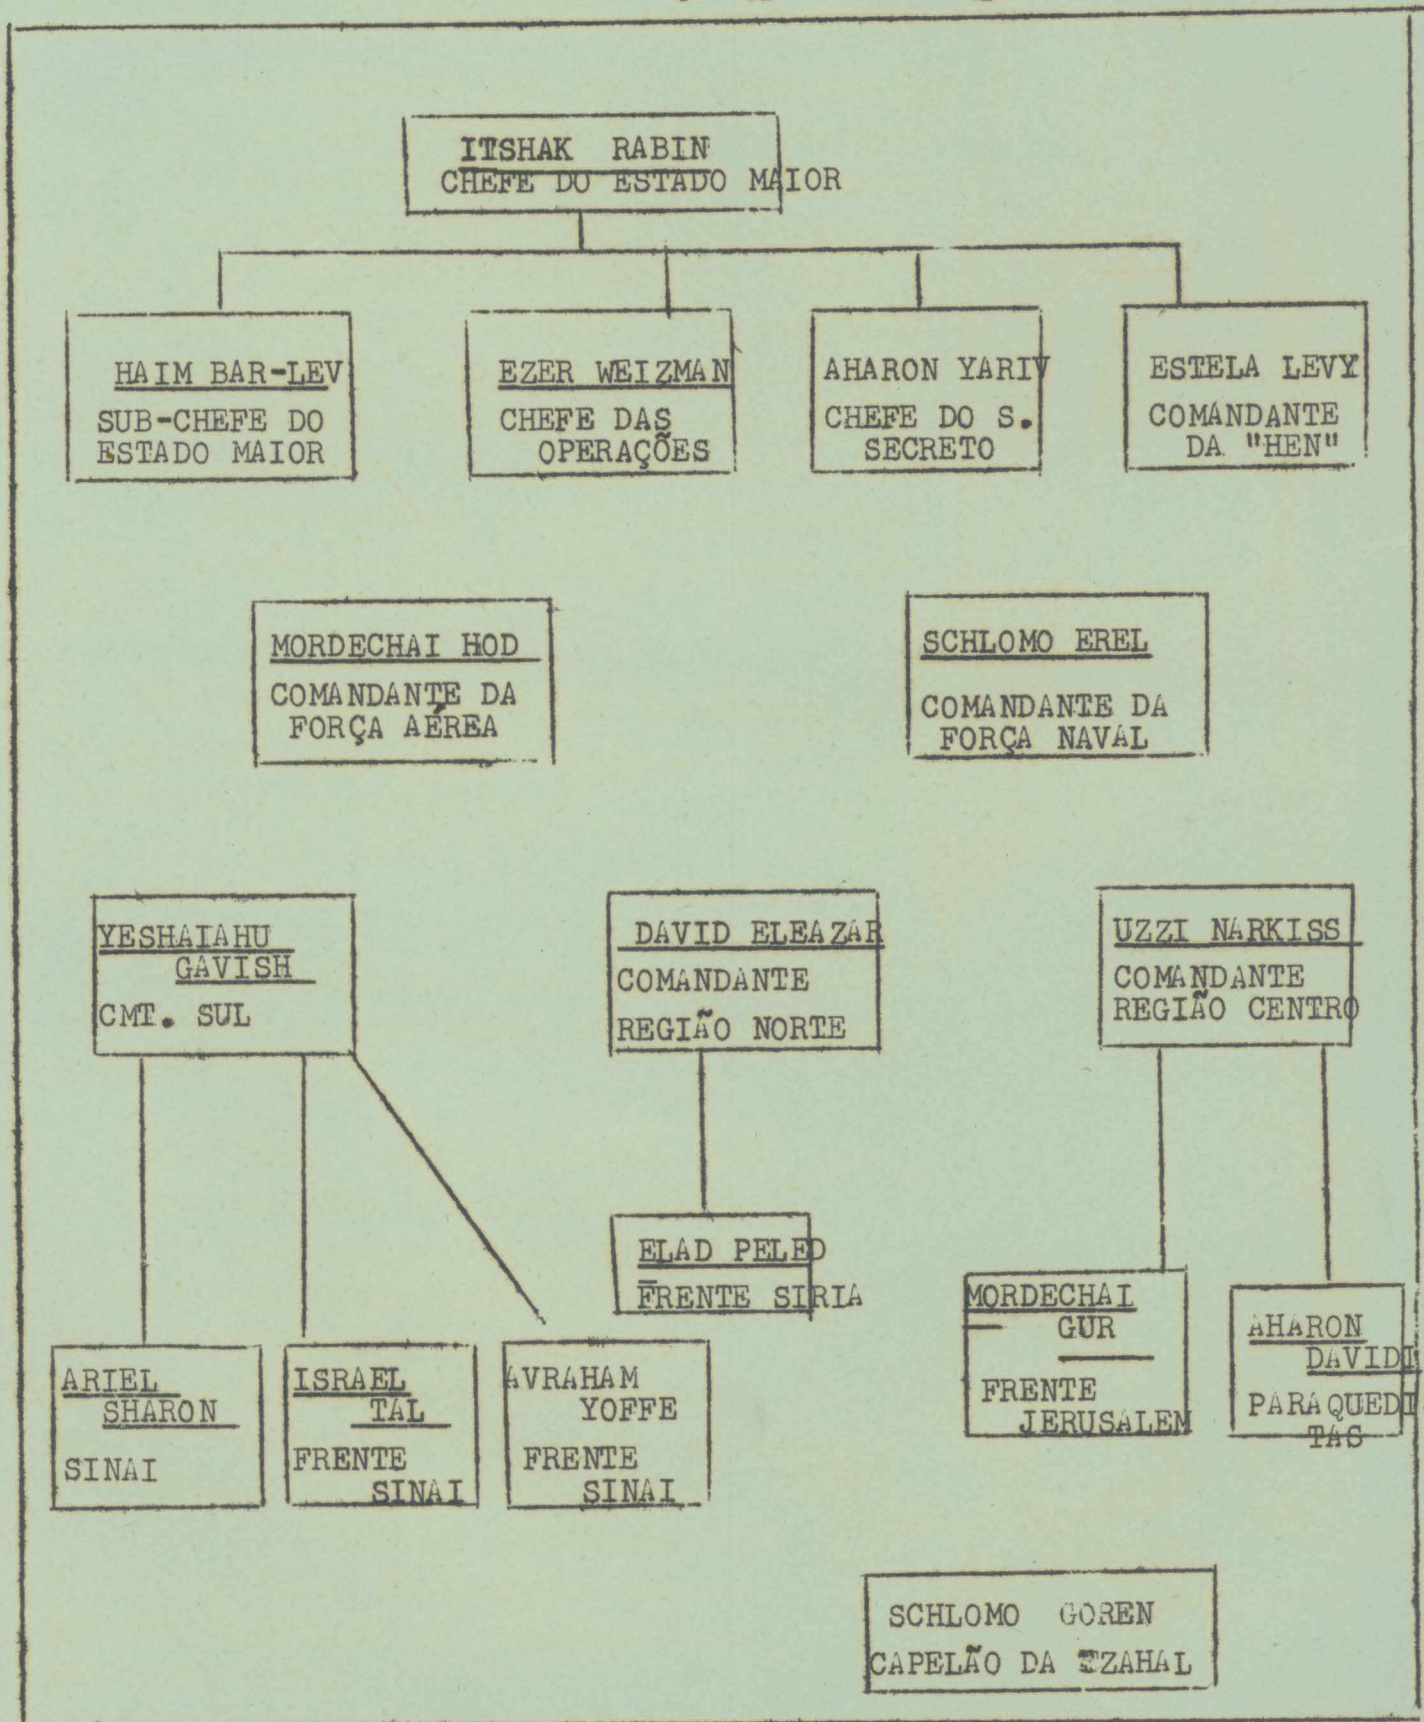 ITSHAK RABIN
CHEFE DO ESTADO MAIOR
HAIM BAR-LEV
SUB-CHEFE DO
ESTADO MAIOR
EZER WEIZMAN
CHEFE DAS
OPERAÇÕES
AHARON YARIV
CHEFE DO S.
SECRETO
ESTELA LEVY
COMANDANTE
DA "HEN"
MORDECHAI HOD
COMANDANTE DA
FORÇA AÉREA
SCHLOMO EREL
COMANDANTE DA
FORÇA NAVAL
YESHAIAHU
GAVISH
CMT. SUL
DAVID ELEAZAR
COMANDANTE
REGIÃO NORTE
UZZI NARKISS
COMANDANTE
REGIÃO CENTRO
ARIEL
SHARON
SINAI
ISRAEL
TAL
FRENTE
SINAI
AVRAHAM
YOFFE
FRENTE
SINAI
ELAD PELED
FRENTE SIRIA
MORDECHAI
GUR
FRENTE
JERUSALEM
AHARON
DAVIDI
PARAQUEDI
TAS
SCHLOMO GOREN
CAPELÃO DA TZAHAL